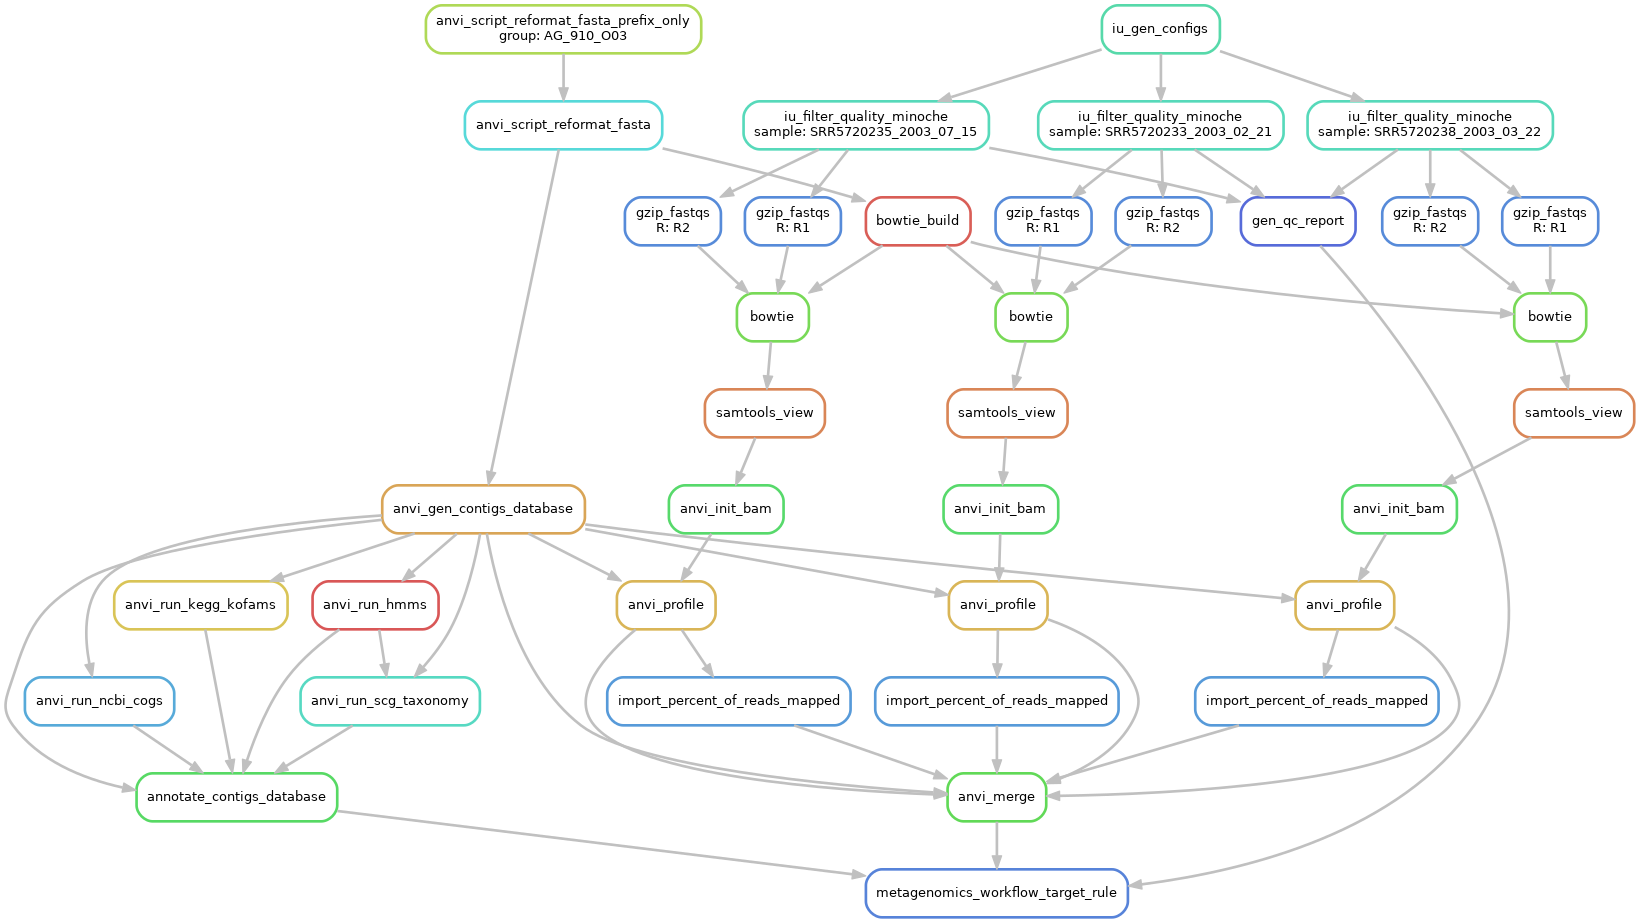 anvi_script_reformat_fasta_prefix_only
group: AG_910_O03
iu_gen_configs
anvi_script_reformat_fasta
iu_filter_quality_minoche
sample: SRR5720235_2003_07_15
iu_filter_quality_minoche
sample: SRR5720233_2003_02_21
iu_filter_quality_minoche
sample: SRR5720238_2003_03_22
gzip_fastqs
R: R2
gzip_fastqs
R: R1
bowtie_build
gzip_fastqs
R: R1
gzip_fastqs
R: R2
gen_qc_report
gzip_fastqs
R: R2
gzip_fastqs
R: R1
bowtie
bowtie
bowtie
samtools_view
samtools_view
samtools_view
anvi_gen_contigs_database
anvi_init_bam
anvi_init_bam
anvi_init_bam
anvi_run_kegg_kofams
anvi_run_hmms
anvi_profile
anvi_profile
anvi_profile
anvi_run_ncbi_cogs
anvi_run_scg_taxonomy
import_percent_of_reads_mapped
import_percent_of_reads_mapped
import_percent_of_reads_mapped
annotate_contigs_database
anvi_merge
metagenomics_workflow_target_rule